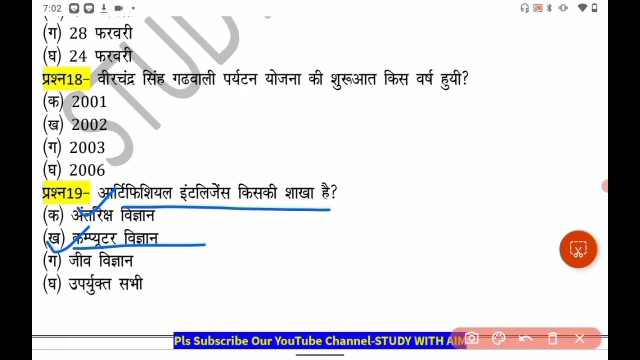 7:02
(ग) 28 फरवरी
(घ) 24 फरवरी
प्रश्न18- वीरचंद्र सिंह गढवाली पर्यटन योजना की शुरूआत किस वर्ष हुयी?
(क) 2001
(ख) 2002
(ग) 2003
(घ) 2006
प्रश्न19- आर्टिफिशियल इंटलिजेंस किसकी शाखा है?
(क) अंतरिक्ष विज्ञान
(ख) कम्प्यूटर विज्ञान
(ग) जीव विज्ञान
(घ) उपर्युक्त सभी
Pls Subscribe Our YouTube Channel-STUDY WITH AIM